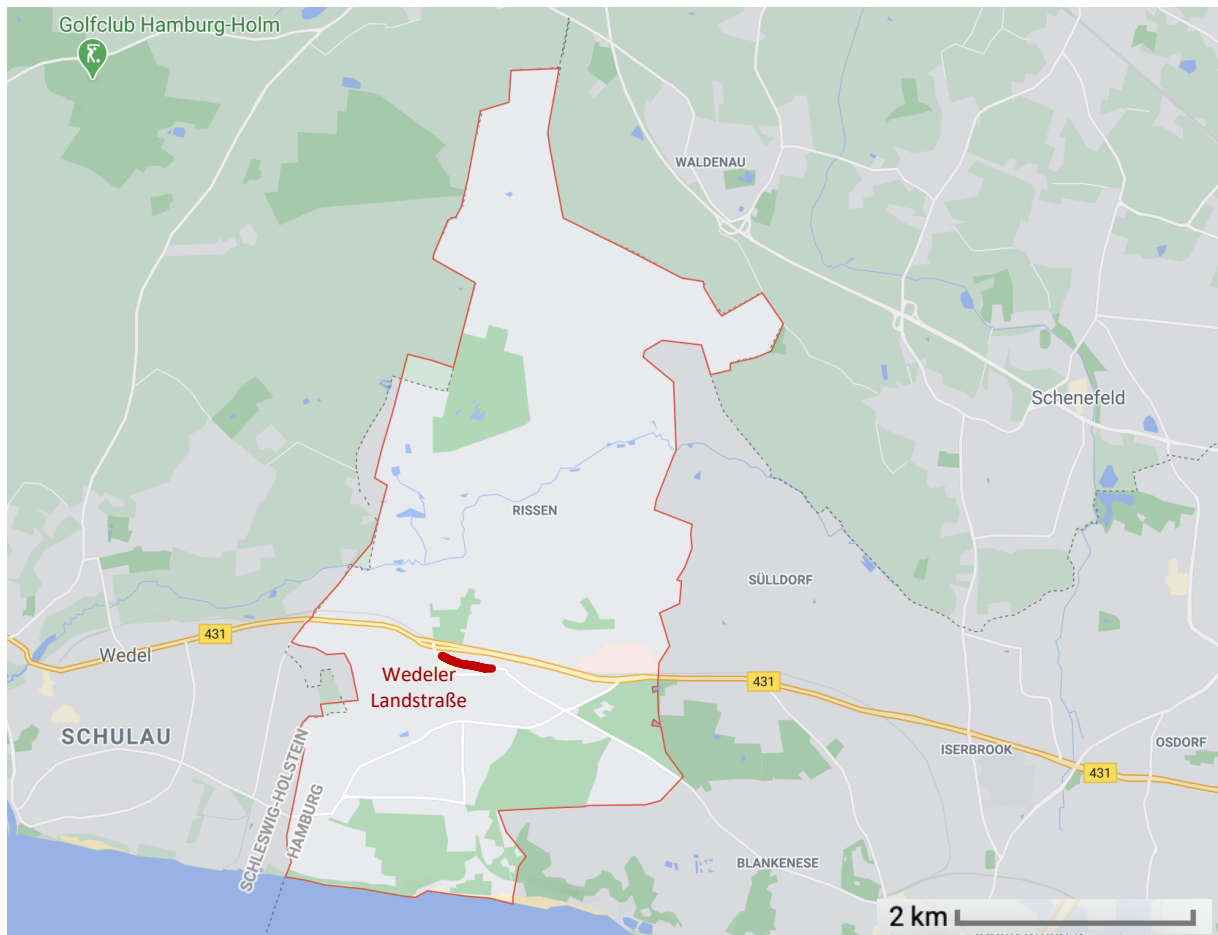 Golfclub Hamburg-Holm
WALDENAU
Schenefeld
RISSEN
SÜLLDORF
431
Wedel
Wedeler
Landstraße
431
SCHULAU
SCHLESWIG-HOLSTEIN
HAMBURG
ISERBROOK
OSDORF
431
BLANKENESE
2 km